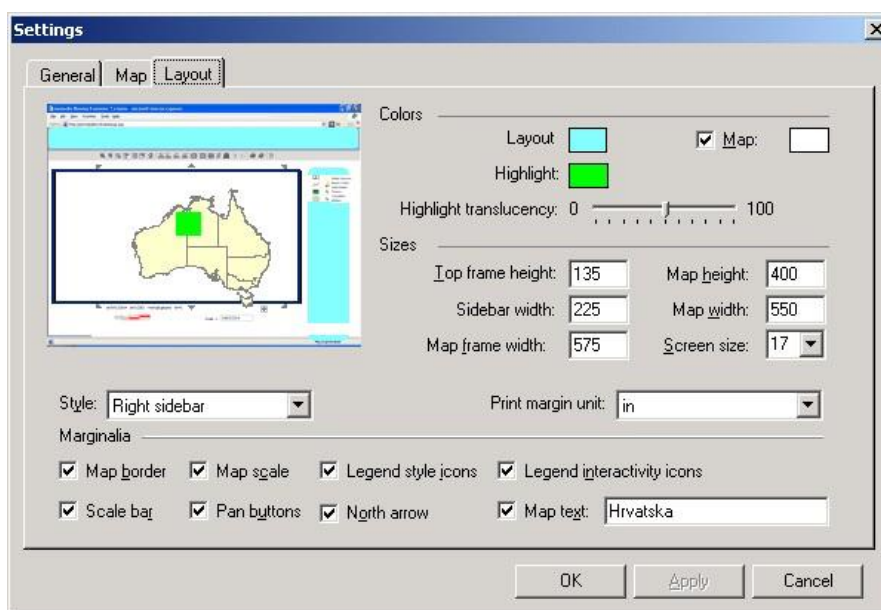 Settings
General Map Layout
Colors
Layout
Map:
Highlight:
Highlight translucency: 0 100
Sizes
Top frame height: 135 Map height: 400
Sidebar width: 225 Map width: 550
Map frame width: 575 Screen size: 17
Style: Right sidebar Print margin unit: in
Marginalia
Map border Map scale Legend style icons Legend interactivity icons
Scale bar Pan buttons North arrow Map text: Hrvatska
OK Apply Cancel